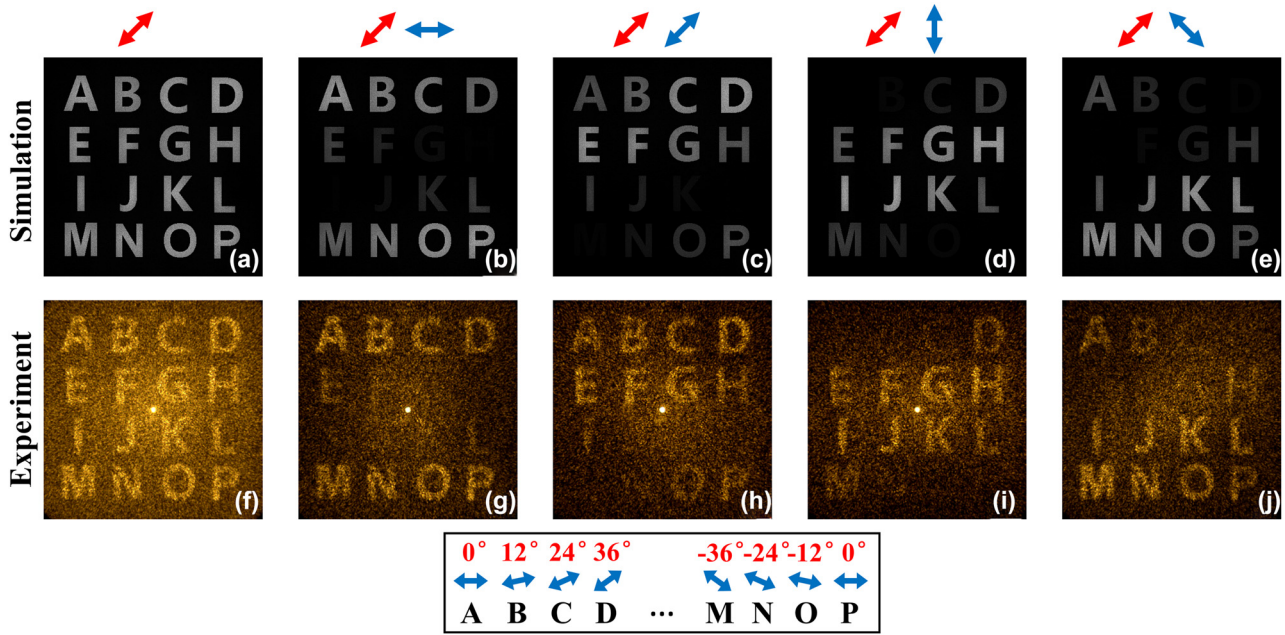 Simulation
A B C D
E F G H
I J K L
M N O P
(a)
A B C D
E F G H
I J K L
M N O P
(b)
A B C D
E F G H
I J K
M N O P
(c)
B C D
E F G H
I J K L
M N O
(d)
A B C D
F G H
I J K L
M N O P
(e)
Experiment
A B C D
E F G H
I J K L
M N O P
(f)
A B C D
E F
L
M N O P
(g)
A B C D
E F G H
I
O P
(h)
D
E F G H
I J K L
M
(i)
A B
H
I J K L
M N O P
(j)
0° 12° 24° 36° -36° -24° -12° 0°
A B C D ··· M N O P